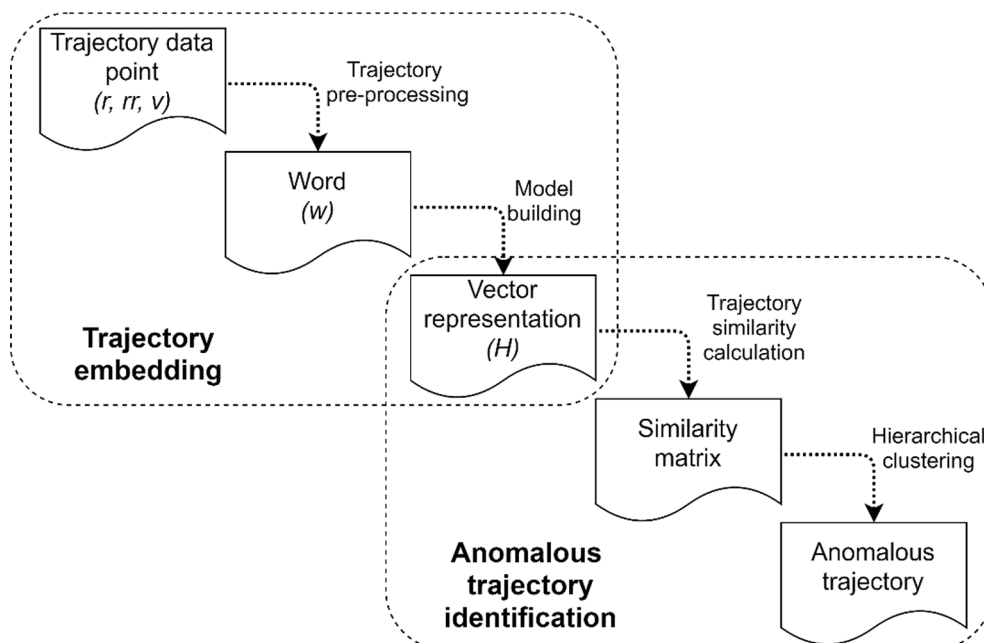 Trajectory data
point
(r, rr, v)
Trajectory
pre-processing
Word
(w)
Model
building
Vector
representation
(H)
Trajectory
similarity
calculation
Trajectory
embedding
Similarity
matrix
Hierarchical
clustering
Anomalous
trajectory
Anomalous
trajectory
identification